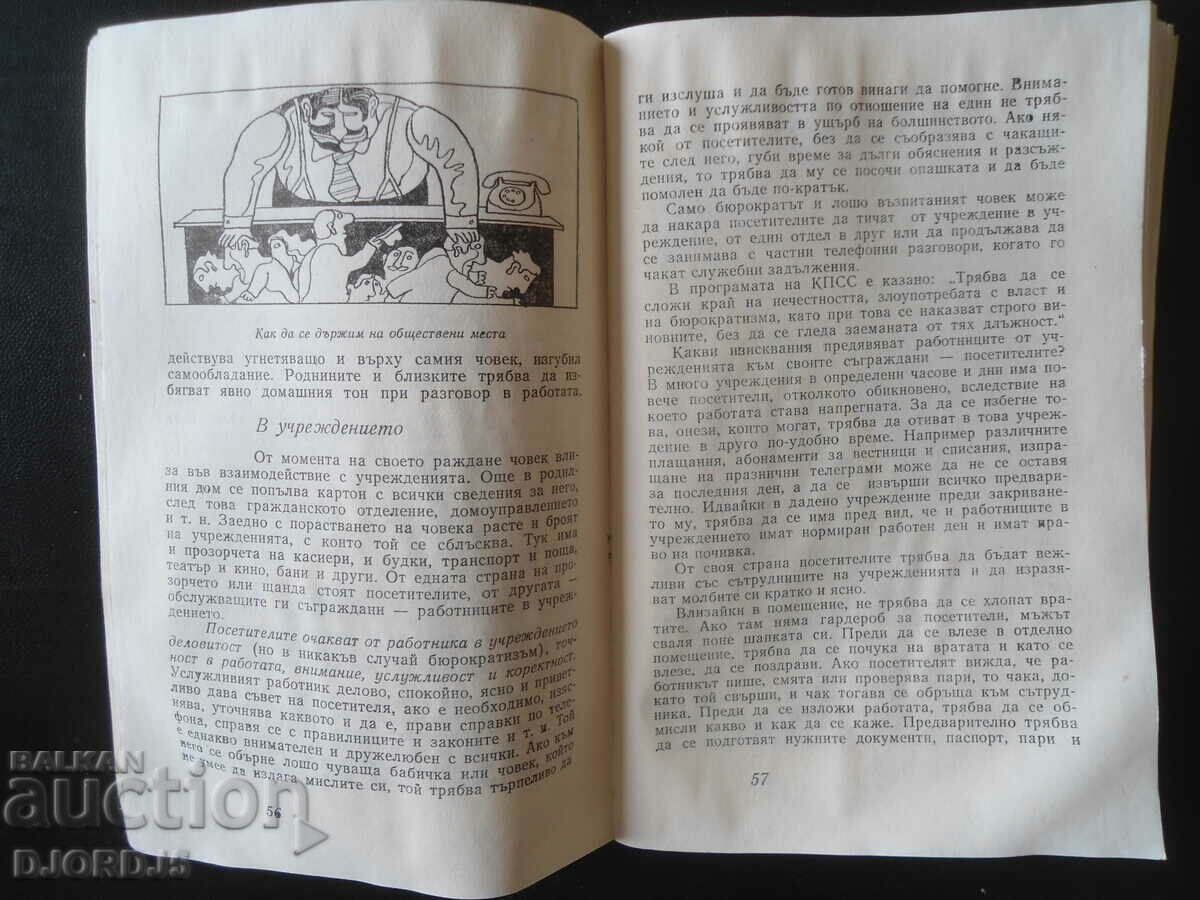 Как да се държим на обществени места
действува угнетяващо и върху самия човек, изгубил
самообладание. Роднините и близките трябва да из-
бягват явно домашния тон при разговор в работата.
В учреждението
От момента на своето раждане човек вли-
за във взаимодействие с учрежденията. Още в родил-
ния дом се попълва картон с всички сведения за него,
след това гражданското отделение, домоуправлението
и т. н. Заедно с порастването на човека расте и броят
на учрежденията, с които той се сблъсква. Тук има
и прозорчета на касиери, и будки, транспорт и поща,
театър и кино, бани и други. От едната страна на про-
зорчето или щанда стоят посетителите, от другата —
обслужващите ги съграждани — работниците в учреж-
дението.
Посетителите очакват от работника в учреждението
деловитост (но в никакъв случай бюрократизъм), точ-
ност в работата, внимание, услужливост и коректност.
Услужливият работник делово, спокойно, ясно и привет-
ливо дава съвет на посетителя, ако е необходимо, изяс-
нява, уточнява каквото и да е, прави справки по теле-
фона, справя се с правилниците и законите и т. н. Той
е еднакво внимателен и дружелюбен с всички. Ако към
него се обърне лошо чуваща бабичка или човек, който
не умее да излага мислите си, той трябва търпеливо да
56
ги изслуша и да бъде готов винаги да помогне. Внима-
нието и услужливостта по отношение на един не тряб-
ва да се проявяват в ущърб на болшинството. Ако ня-
кой от посетителите, без да се съобразява с чакащи-
те след него, губи време за дълги обяснения и разсъж-
дения, то трябва да му се посочи опашката и да бъде
помолен да бъде по-кратък.
Само бюрократът и лошо възпитаният човек може
да накара посетителите да тичат от учреждение в уч-
реждение, от един отдел в друг или да продължава да
се занимава с частни телефонни разговори, когато го
чакат служебни задължения.
В програмата на КПСС е казано: „Трябва да се
сложи край на нечестността, злоупотребата с власт и
на бюрократизма, като при това се наказват строго ви-
новните, без да се гледа заеманата от тях длъжност.“
Какви изисквания предявяват работниците от уч-
режденията към своите съграждани — посетителите?
В много учреждения в определени часове и дни има по-
вече посетители, отколкото обикновено, вследствие на
което работата става напрегната. За да се избегне то-
ва, онези, които могат, трябва да отиват в това учреж-
дение в друго по-удобно време. Например различните
плащания, абонаменти за вестници и списания, изпра-
щане на празнични телеграми може да не се оставя
за последния ден, а да се извърши всичко предвари-
телно. Идвайки в дадено учреждение преди закриване-
то му, трябва да се има пред вил, че и работниците в
учреждението имат нормиран работен ден и имат пра-
во на почивка.
От своя страна посетителите трябва да бъдат веж-
ливи със сътрудниците на учрежденията и да изразя-
ват молбите си кратко и ясно.
Влизайки в помещение, не трябва да се хлопат вра-
тите. Ако там няма гардероб за посетители, мъжът
сваля поне шапката си. Преди да се влезе в отделно
помещение, трябва да се почука на вратата и като се
влезе, да се поздрави. Ако посетителят вижда, че ра-
ботникът пише, смята или проверява пари, то чака, до-
като той свърши, и чак тогава се обръща към сътруд-
ника. Преди да се изложи работата, трябва да се об-
мисли какво и как да се каже. Предварително трябва
да се подготвят нужните документи, паспорт, пари и
57
BALKAN
auction
DJORD_J5